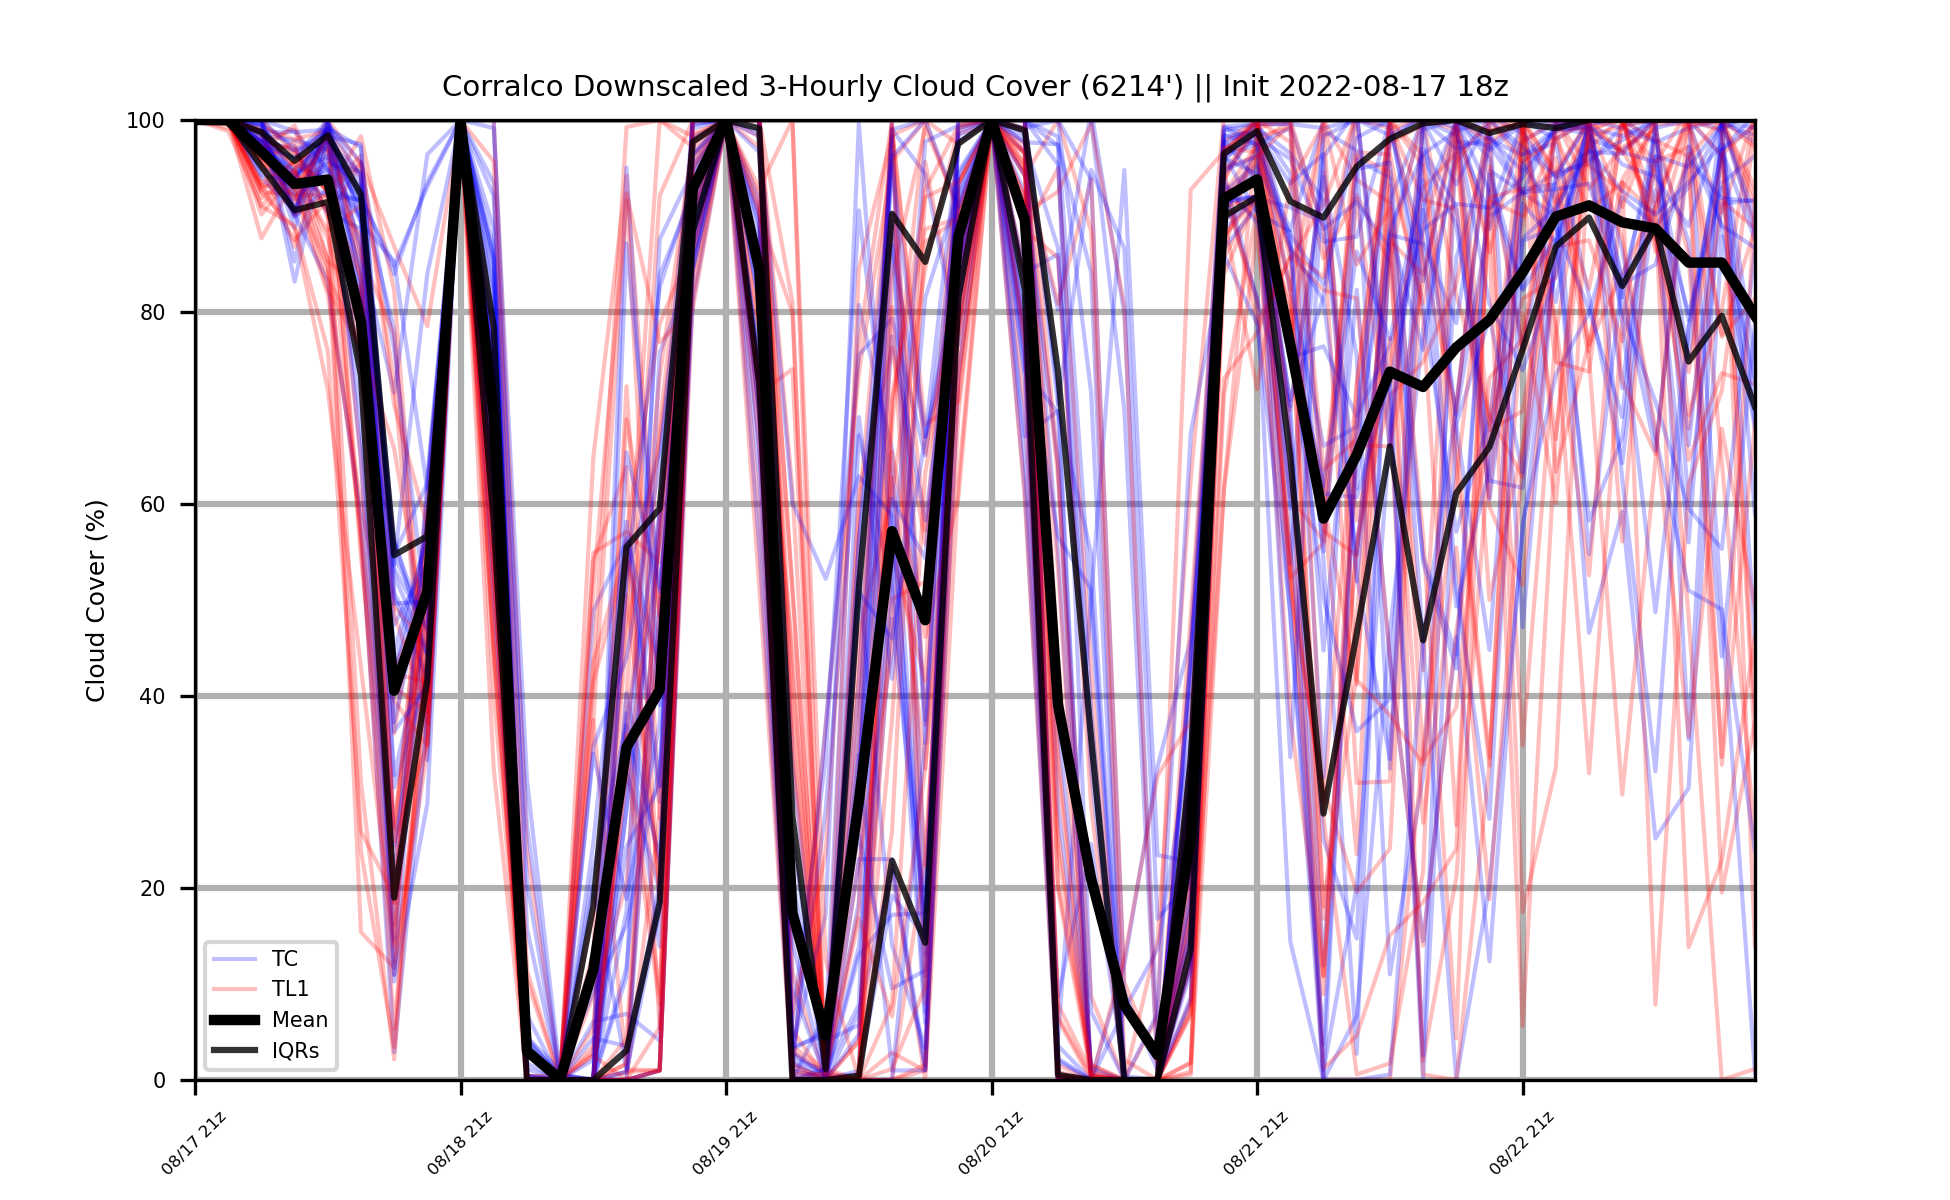 Corralco Downscaled 3-Hourly Cloud Cover (6214') || Init 2022-08-17 18z
Cloud Cover (%)
100
80
60
40
20
0
TC
TL1
Mean
IQRs
08/17 21z
08/18 21z
08/19 21z
08/20 21z
08/21 21z
08/22 21z